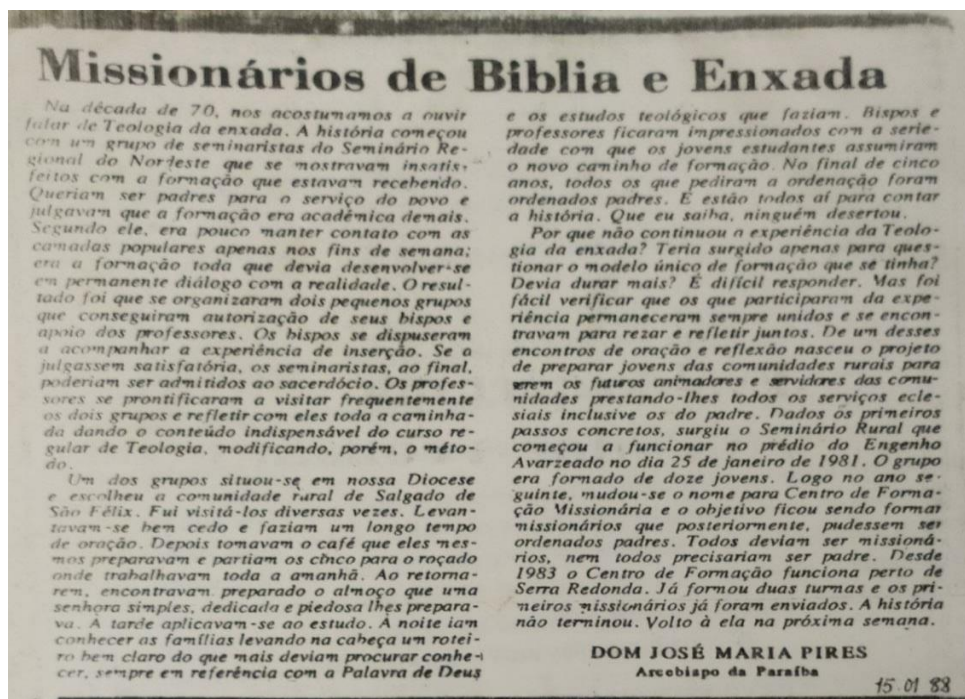 Missionários de Bíblia e Enxada
Na década de 70, nos acostumamos a ouvir
falar de Teologia da enxada. A história começou
com um grupo de seminaristas do Seminário Re-
gional do Nordeste que se mostravam insatis-
feitos com a formação que estavam recebendo.
Queriam ser padres para o serviço do povo e
julgavam que a formação era acadêmica demais.
Segundo ele, era pouco manter contato com as
camadas populares apenas nos fins de semana;
era a formação toda que devia desenvolver-se
em permanente diálogo com a realidade. O resul-
tado foi que se organizaram dois pequenos grupos
que conseguiram autorização de seus bispos e
apoio dos professores. Os bispos se dispuseram
a acompanhar a experiência de inserção. Se a
julgassem satisfatória, os seminaristas, ao final,
poderiam ser admitidos ao sacerdócio. Os profes-
sores se prontificaram a visitar frequentemente
os dois grupos e refletir com eles toda a caminha-
da dando o conteúdo indispensável do curso re-
gular de Teologia, modificando, porém, o méto-
do.
Um dos grupos situou-se em nossa Diocese
e escolheu a comunidade rural de Salgado de
São Félix. Fui visitá-los diversas vezes. Levan-
tavam-se bem cedo e faziam um longo tempo
de oração. Depois tomavam o café que eles mes-
mos preparavam e partiam os cinco para o roçado
onde trabalhavam toda a amanhã. Ao retorna-
rem, encontravam preparado o almoço que uma
senhora simples, dedicada e piedosa lhes prepara-
va. A tarde aplicavam-se ao estudo. À noite iam
conhecer as famílias levando na cabeça um rotei-
ro bem claro do que mais deviam procurar conhe-
cer, sempre em referência com a Palavra de Deus
e os estudos teológicos que faziam. Bispos e
professores ficaram impressionados com a serie-
dade com que os jovens estudantes assumiram
o novo caminho de formação. No final de cinco
anos, todos os que pediram a ordenação foram
ordenados padres. E estão todos aí para contar
a história. Que eu saiba, ninguém desertou.
Por que não continuou a experiência da Teolo-
gia da enxada? Teria surgido apenas para ques-
tionar o modelo único de formação que se tinha?
Devia durar mais? É difícil responder. Mas foi
fácil verificar que os que participaram da expe-
riência permaneceram sempre unidos e se encon-
travam para rezar e refletir juntos. De um desses
encontros de oração e reflexão nasceu o projeto
de preparar jovens das comunidades rurais para
serem os futuros animadores e servidores das comu-
nidades prestando-lhes todos os serviços ecle-
siais inclusive os do padre. Dados os primeiros
passos concretos, surgiu o Seminário Rural que
começou a funcionar no prédio do Engenho
Avarzeado no dia 25 de janeiro de 1981. O grupo
era formado de doze jovens. Logo no ano se-
guinte, mudou-se o nome para Centro de Forma-
ção Missionária e o objetivo ficou sendo formar
missionários que posteriormente, pudessem ser
ordenados padres. Todos deviam ser missioná-
rios, nem todos precisariam ser padre. Desde
1983 o Centro de Formação funciona perto de
Serra Redonda. Já formou duas turmas e os pri-
meiros missionários já foram enviados. A história
não terminou. Volto à ela na próxima semana.
DOM JOSÉ MARIA PIRES
Arcebispo da Paraíba
15.01 88